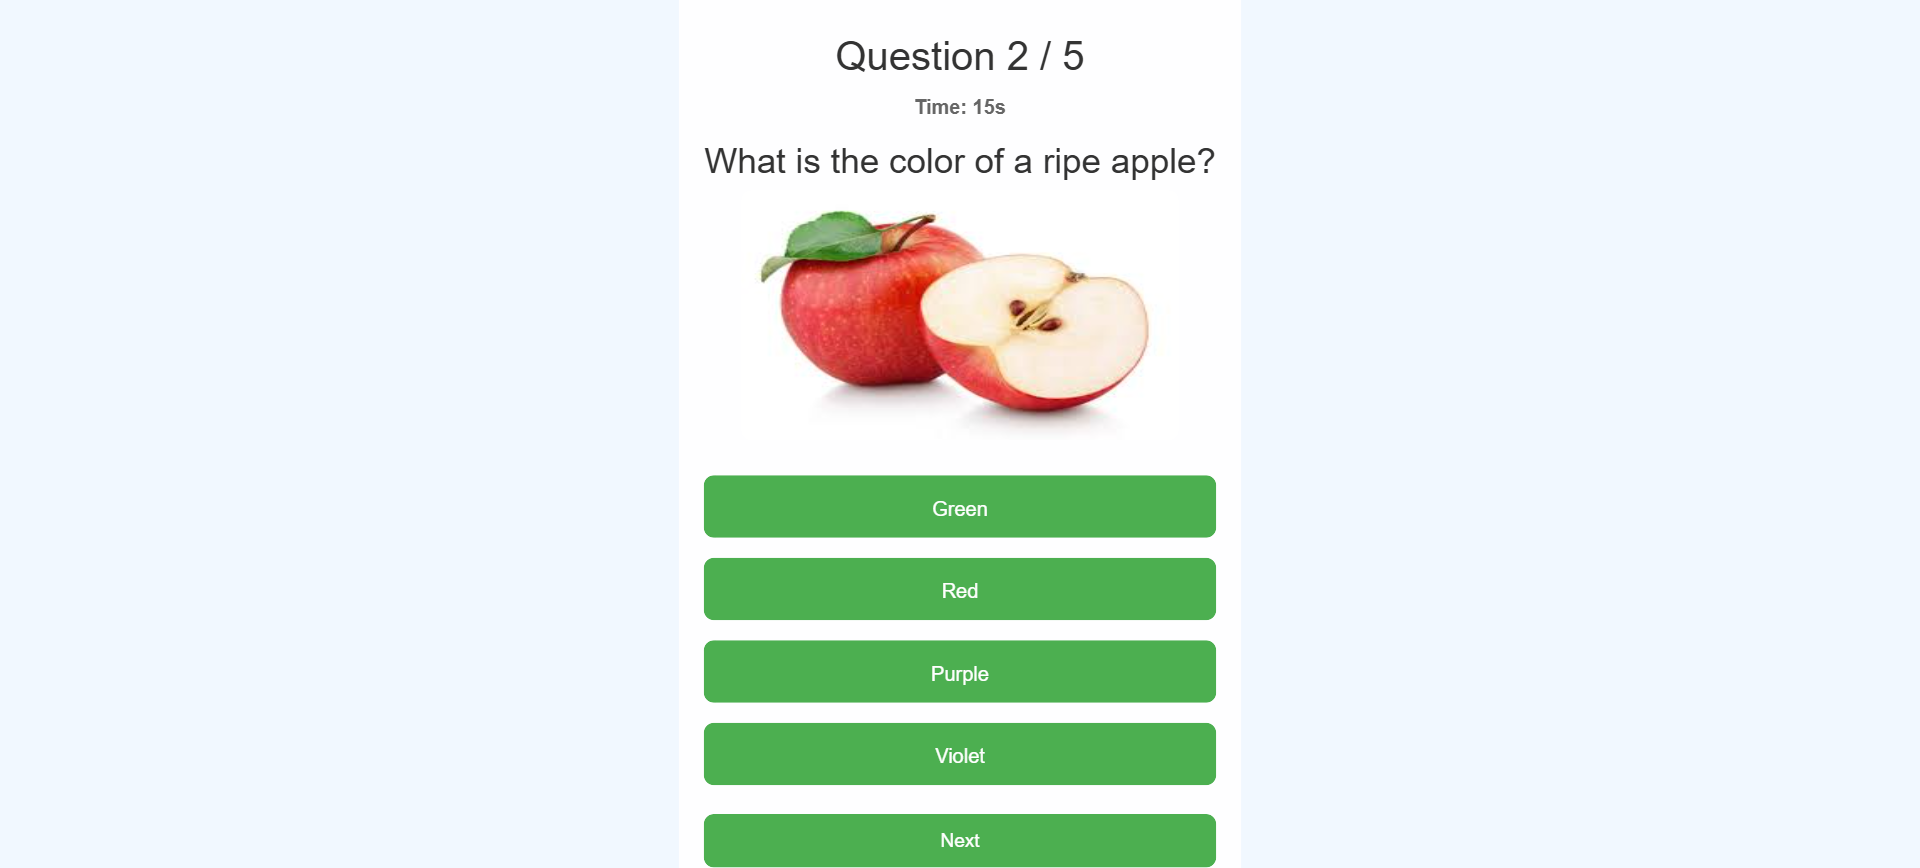 Question 2 / 5
Time: 15s
What is the color of a ripe apple?
Green
Red
Purple
Violet
Next